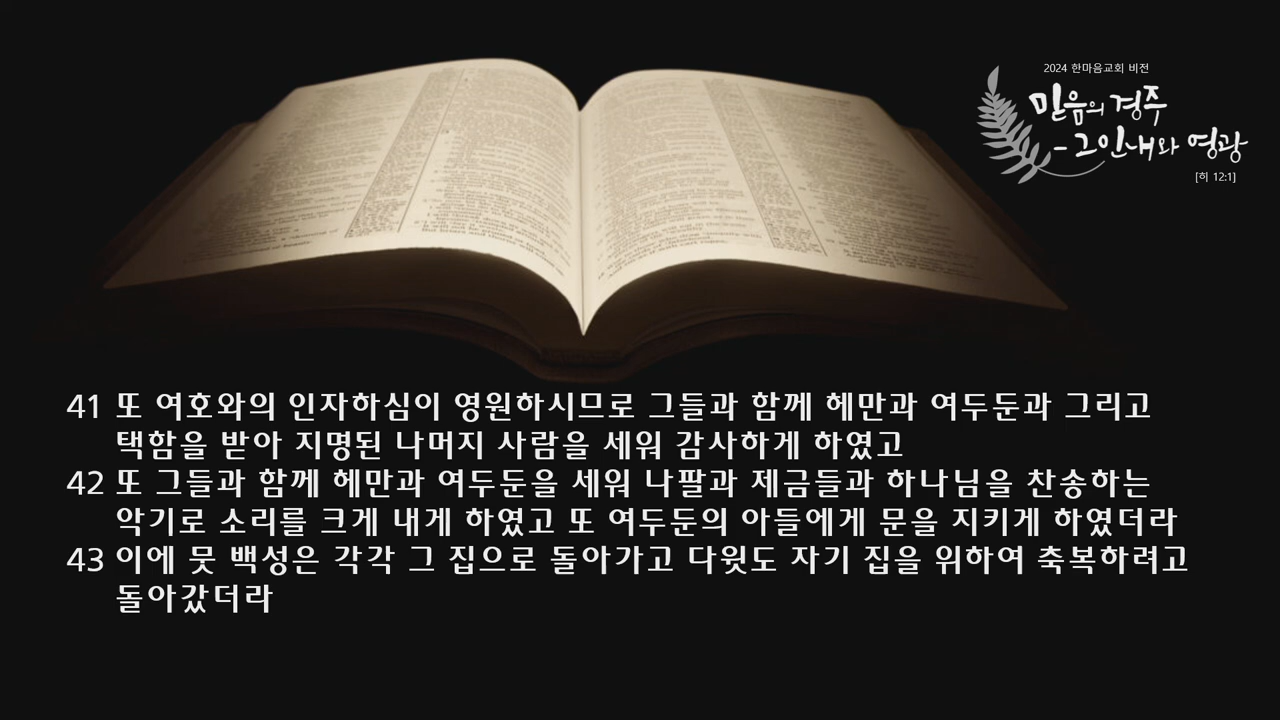 2024 한마음교회 비전
믿음의 경주
- 그 인내와 영광
[히 12:1]
41 또 여호와의 인자하심이 영원하시므로 그들과 함께 헤만과 여두둔과 그리고
택함을 받아 지명된 나머지 사람을 세워 감사하게 하였고
42 또 그들과 함께 헤만과 여두둔을 세워 나팔과 제금들과 하나님을 찬송하는
악기로 소리를 크게 내게 하였고 또 여두둔의 아들에게 문을 지키게 하였더라
43 이에 뭇 백성은 각각 그 집으로 돌아가고 다윗도 자기 집을 위하여 축복하려고
돌아갔더라